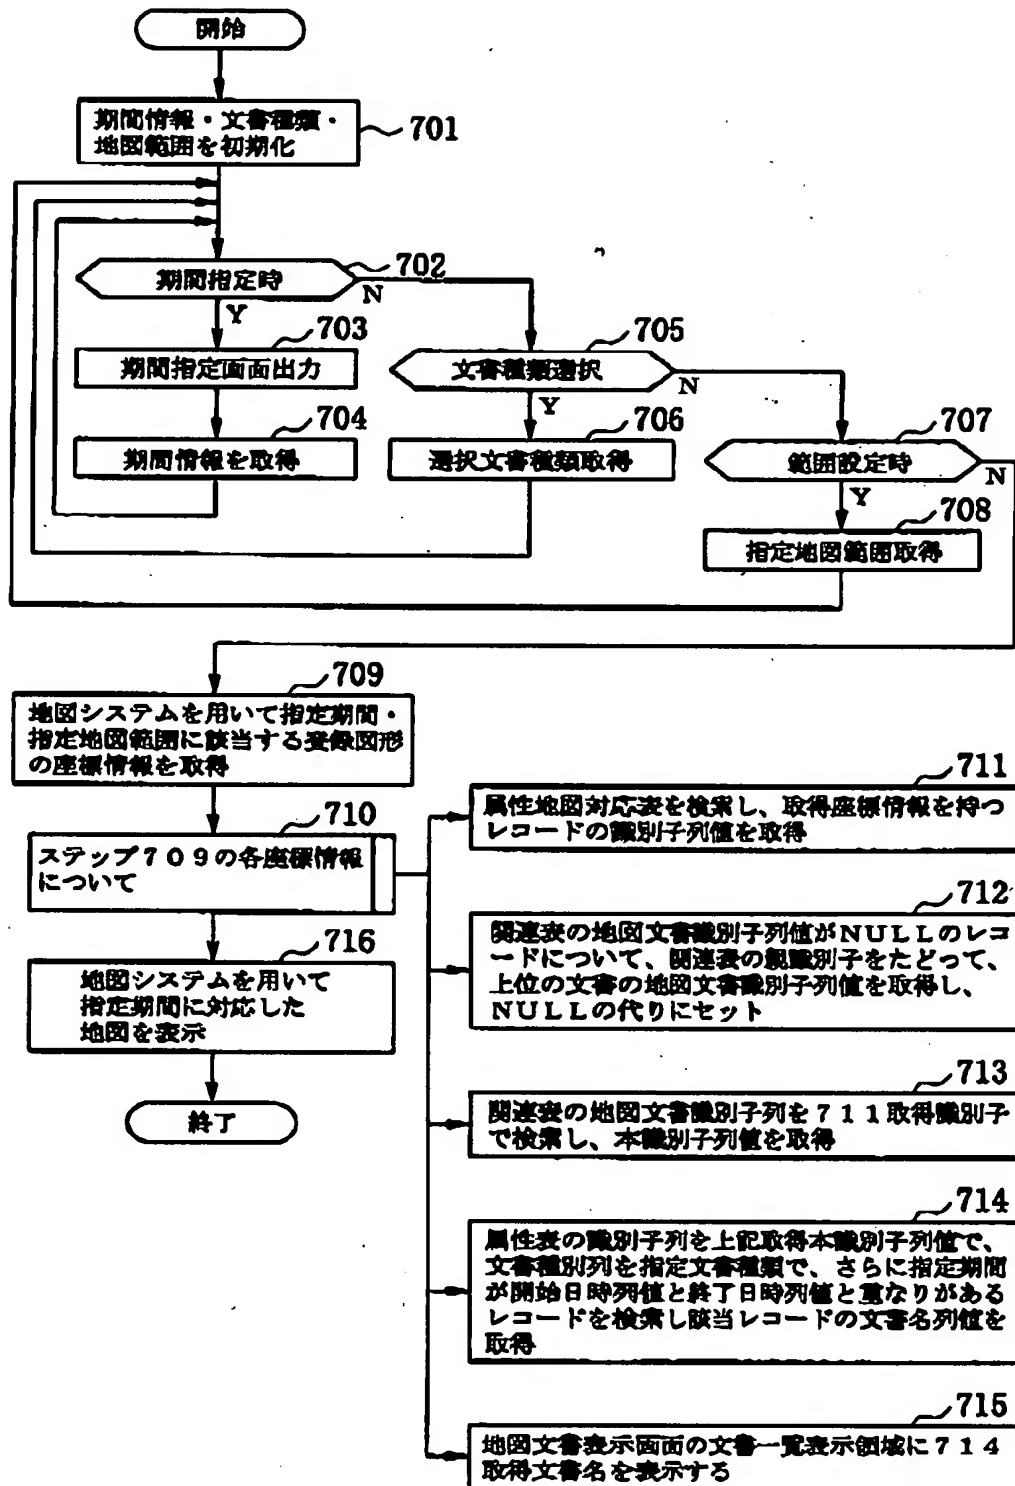 開始
期間情報・文書種類・
地図範囲を初期化
701
期間指定時
702
Y
N
期間指定画面出力
703
期間情報を取得
704
文書種類選択
705
Y
N
選択文書種類取得
706
範囲設定時
707
Y
N
指定地図範囲取得
708
709
地図システムを用いて指定期間・
指定地図範囲に該当する登録図形
の座標情報を取得
710
ステップ709の各座標情報
について
716
地図システムを用いて
指定期間に対応した
地図を表示
終了
711
属性地図対応表を検索し、取得座標情報を持つ
レコードの識別子列値を取得
712
関連表の地図文書識別子列値がNULLのレコ
ードについて、関連表の親識別子をたどって、
上位の文書の地図文書識別子列値を取得し、
NULLの代りにセット
713
関連表の地図文書識別子列を711取得識別子
で検索し、本識別子列値を取得
714
属性表の識別子列を上記取得本識別子列値で、
文書種別列を指定文書種類で、さらに指定期間
が開始日時列値と終了日時列値と重なりがある
レコードを検索し該当レコードの文書名列値を
取得
715
地図文書表示画面の文書一覧表示領域に714
取得文書名を表示する